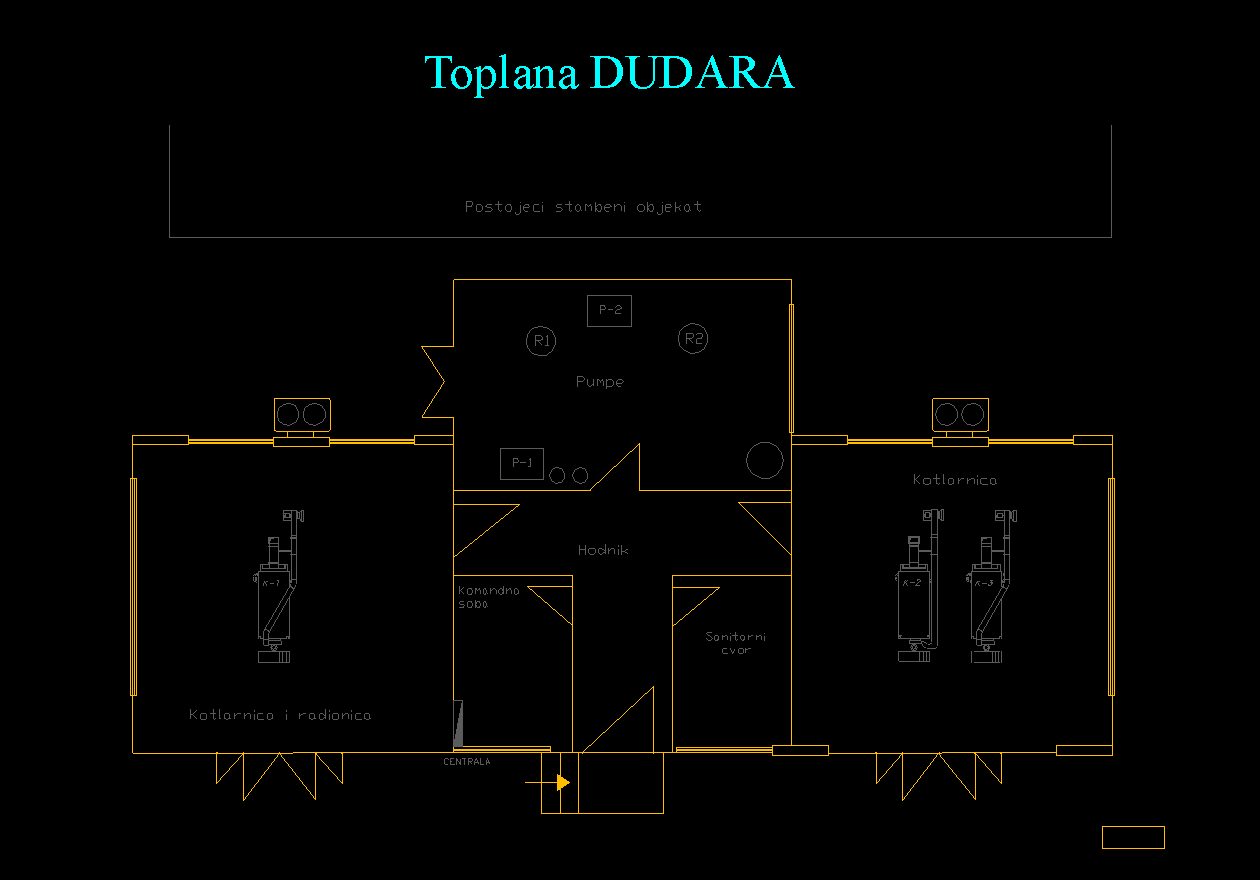 Toplana DUDARA
Postojeci stambeni objekat
P-2
R1
R2
Pumpe
P-1
Kotlarnica
Hodnik
K-1
K-2
K-3
Komandna
soba
Sanitarni
cvor
Kotlarnica i radionica
CENTRALA